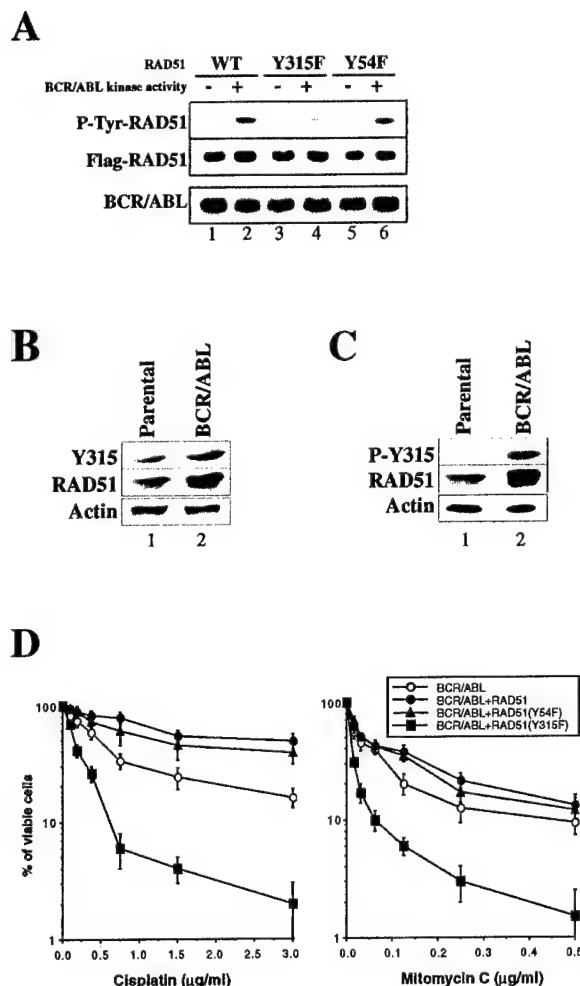 A
RAD51 WT Y315F Y54F
BCR/ABL kinase activity - + - + - +
P-Tyr-RAD51
Flag-RAD51
BCR/ABL
1 2 3 4 5 6
B
Parental BCR/ABL
Y315
RAD51
Actin
1 2
C
Parental BCR/ABL
P-Y315
RAD51
Actin
1 2
D
BCR/ABL
BCR/ABL+RAD51
BCR/ABL+RAD51(Y54F)
BCR/ABL+RAD51(Y315F)
% of viable cells
100
10
1
0.0 0.5 1.0 1.5 2.0 2.5 3.0
Cisplatin (µg/ml)
100
10
1
0.0 0.1 0.2 0.3 0.4 0.5
Mitomycin C (µg/ml)